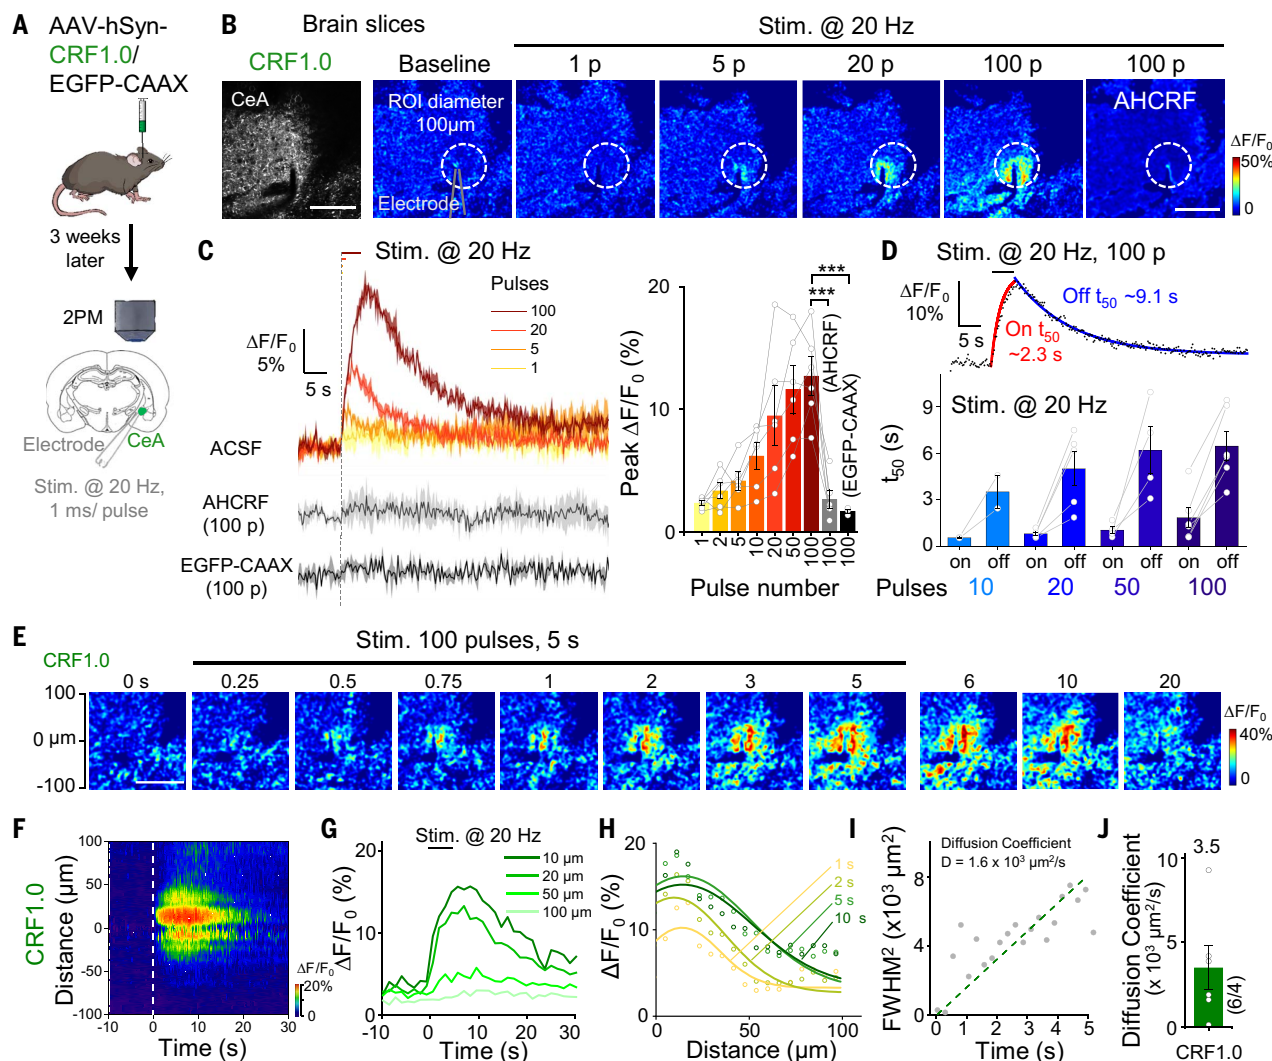 A
AAV-hSyn-
CRF1.0/
EGFP-CAAX
3 weeks
later
2PM
Electrode
CeA
Stim. @ 20 Hz,
1 ms/ pulse
B
Brain slices
Stim. @ 20 Hz
CRF1.0
Baseline
1 p
5 p
20 p
100 p
100 p
CeA
ROI diameter
100μm
Electrode
AHCRF
ΔF/F0
50%
0
C
Stim. @ 20 Hz
Pulses
100
20
5
1
ΔF/F0
5%
5 s
ACSF
AHCRF
(100 p)
EGFP-CAAX
(100 p)
Peak ΔF/F0 (%)
20
10
0
***
***
(AHCRF)
(EGFP-CAAX)
1
2
5
10
20
50
100
100
100
Pulse number
D
Stim. @ 20 Hz, 100 p
ΔF/F0
10%
5 s
Off t50 ~9.1 s
On t50
~2.3 s
Stim. @ 20 Hz
t50 (s)
9
6
3
0
on off on off on off on off
Pulses 10 20 50 100
E
Stim. 100 pulses, 5 s
CRF1.0
0 s
0.25
0.5
0.75
1
2
3
5
6
10
20
100
0 μm
-100
ΔF/F0
40%
0
F
CRF1.0
Distance (μm)
100
50
0
-50
-100
-10 0 10 20 30
Time (s)
ΔF/F0
20%
0
G
Stim. @ 20 Hz
ΔF/F0 (%)
20
10
0
10 μm
20 μm
50 μm
100 μm
-10 0 10 20 30
Time (s)
H
ΔF/F0 (%)
20
10
0
1 s
2 s
5 s
10 s
0 50 100
Distance (μm)
I
FWHM² (x10³ μm²)
8
4
0
Diffusion Coefficient
D = 1.6 x 10³ μm²/s
0 1 2 3 4 5
Time (s)
J
Diffusion Coefficient
(x 10³ μm²/s)
3.5
10
5
0
(6/4)
CRF1.0